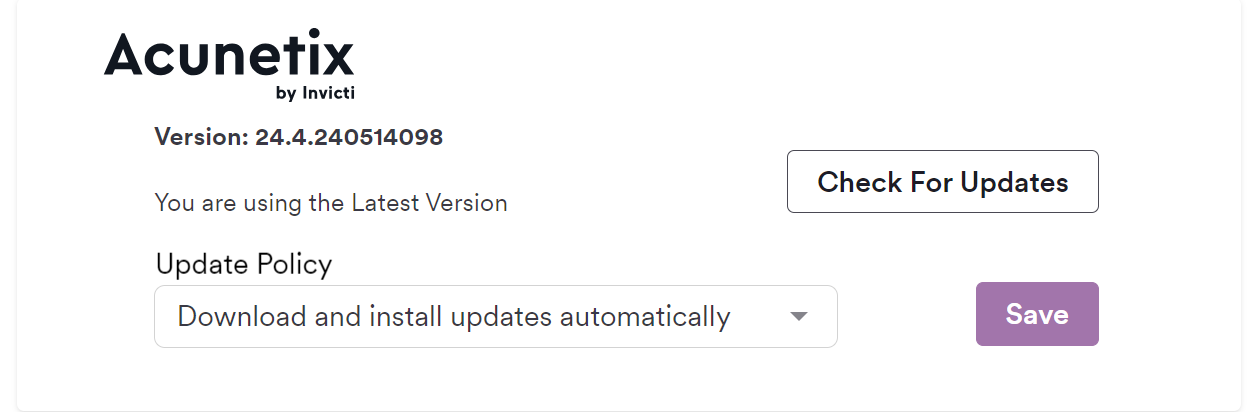 Acunetix
by Invicti
Version: 24.4.240514098
Check For Updates
You are using the Latest Version
Update Policy
Download and install updates automatically
Save